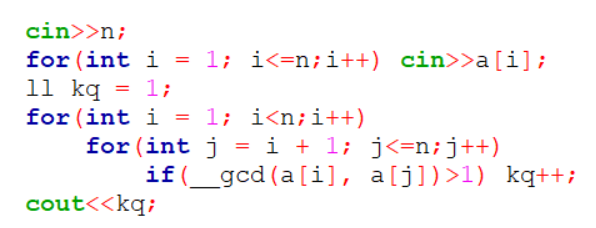 cin>>n;
for(int i = 1; i<=n;i++) cin>>a[i];
ll kq = 1;
for(int i = 1; i<n;i++)
for(int j = i + 1; j<=n;j++)
if(__gcd(a[i], a[j])>1) kq++;
cout<<kq;